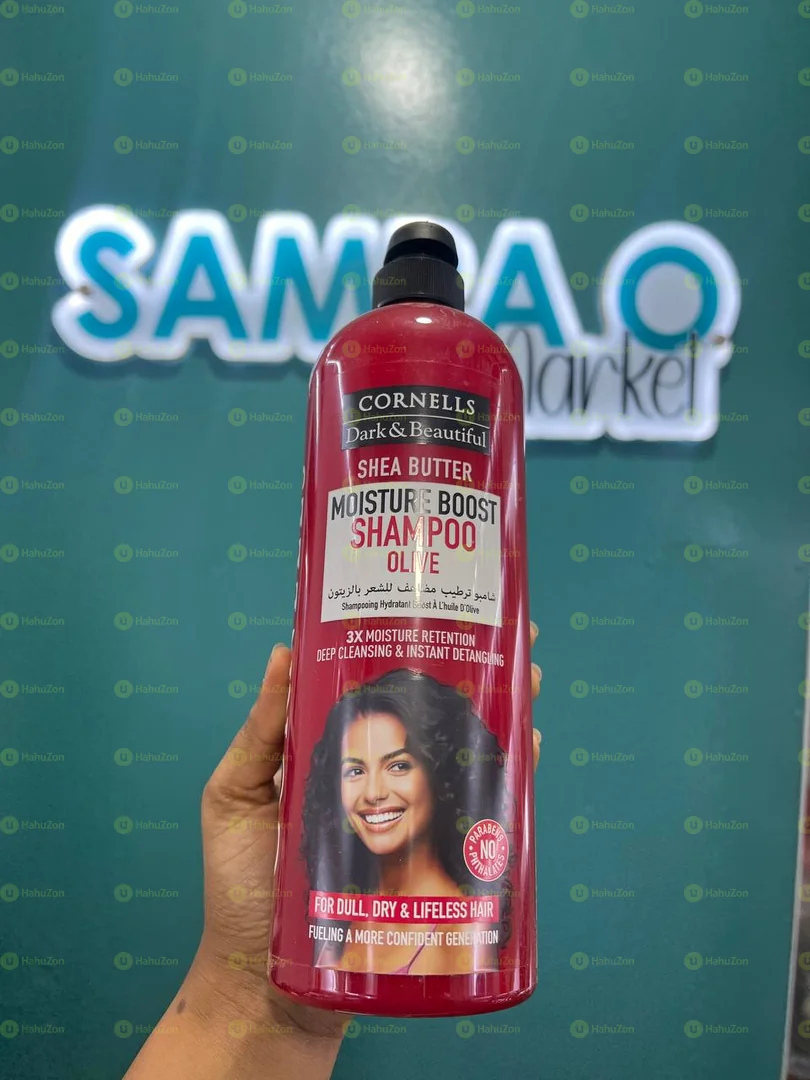 SAMRA O
Market
CORNELLS
Dark & Beautiful
SHEA BUTTER
MOISTURE BOOST
SHAMPOO
OLIVE
شامبو ترطيب مضاعف للشعر بالزيتون
Shampooing Hydratant Boost À L'huile D'Olive
3X MOISTURE RETENTION
DEEP CLEANSING & INSTANT DETANGLING
PARABENS
NO
PHTHALATES
FOR DULL, DRY & LIFELESS HAIR
FUELING A MORE CONFIDENT GENERATION
HahuZon